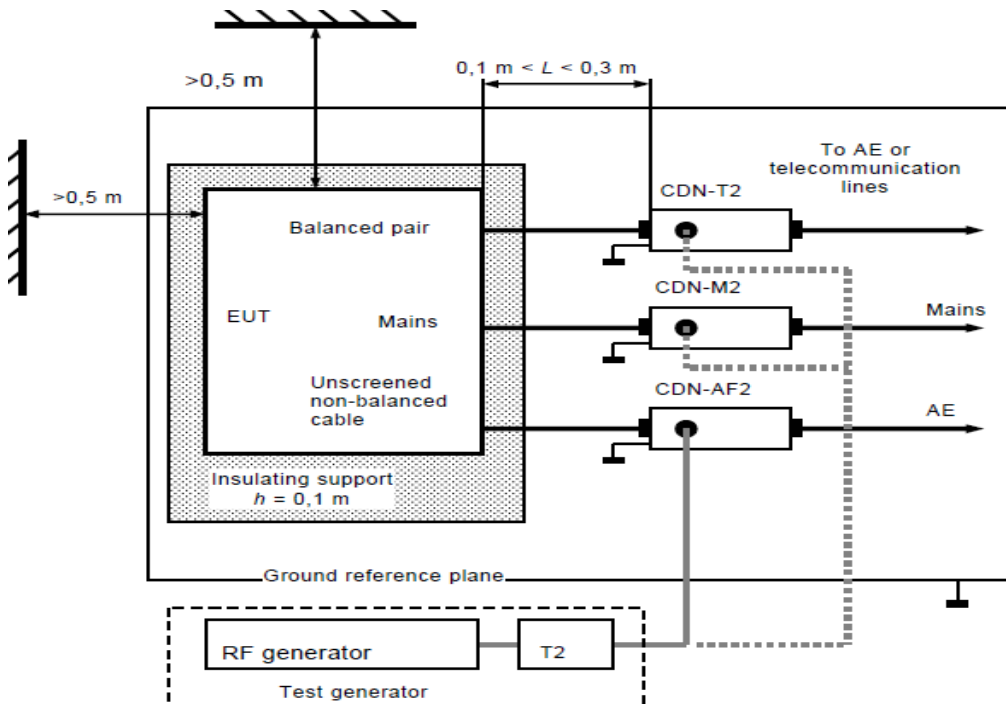 >0,5 m
0,1 m < L < 0,3 m
>0,5 m
To AE or
telecommunication
lines
CDN-T2
Balanced pair
CDN-M2
EUT
Mains
Mains
Unscreened
non-balanced
cable
CDN-AF2
AE
Insulating support
h = 0,1 m
Ground reference plane
RF generator
T2
Test generator